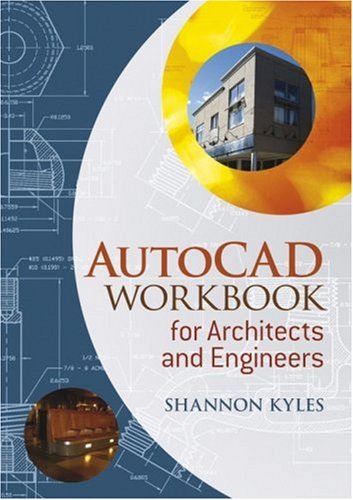 AUTOCAD
WORKBOOK
for Architects
and Engineers
SHANNON KYLES